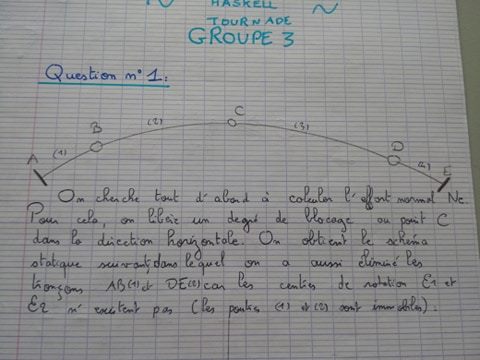 HASKELL
TOURNADE
GROUPE 3
Question n°1:
A (1) B (2) C (3) D (4) E
On cherche tout d'abord à calculer l'effort normal Nc.
Pour cela, on libère un degré de blocage au point C
dans la direction horizontale. On obtient le schéma
statique suivant, dans lequel on a aussi éliminé les
tronçons AB(1) et DE(2) car les centres de rotation E1 et
E2 n'existent pas (les parties (1) et (2) sont immobiles).